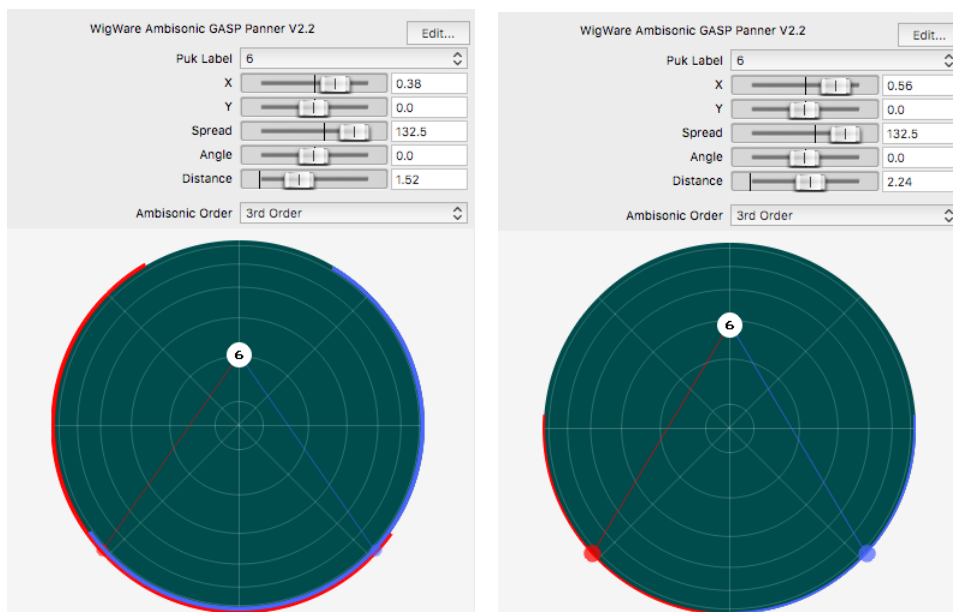 WigWare Ambisonic GASP Panner V2.2
Edit...
Puk Label 6
X 0.38
Y 0.0
Spread 132.5
Angle 0.0
Distance 1.52
Ambisonic Order 3rd Order
6
WigWare Ambisonic GASP Panner V2.2
Edit...
Puk Label 6
X 0.56
Y 0.0
Spread 132.5
Angle 0.0
Distance 2.24
Ambisonic Order 3rd Order
6